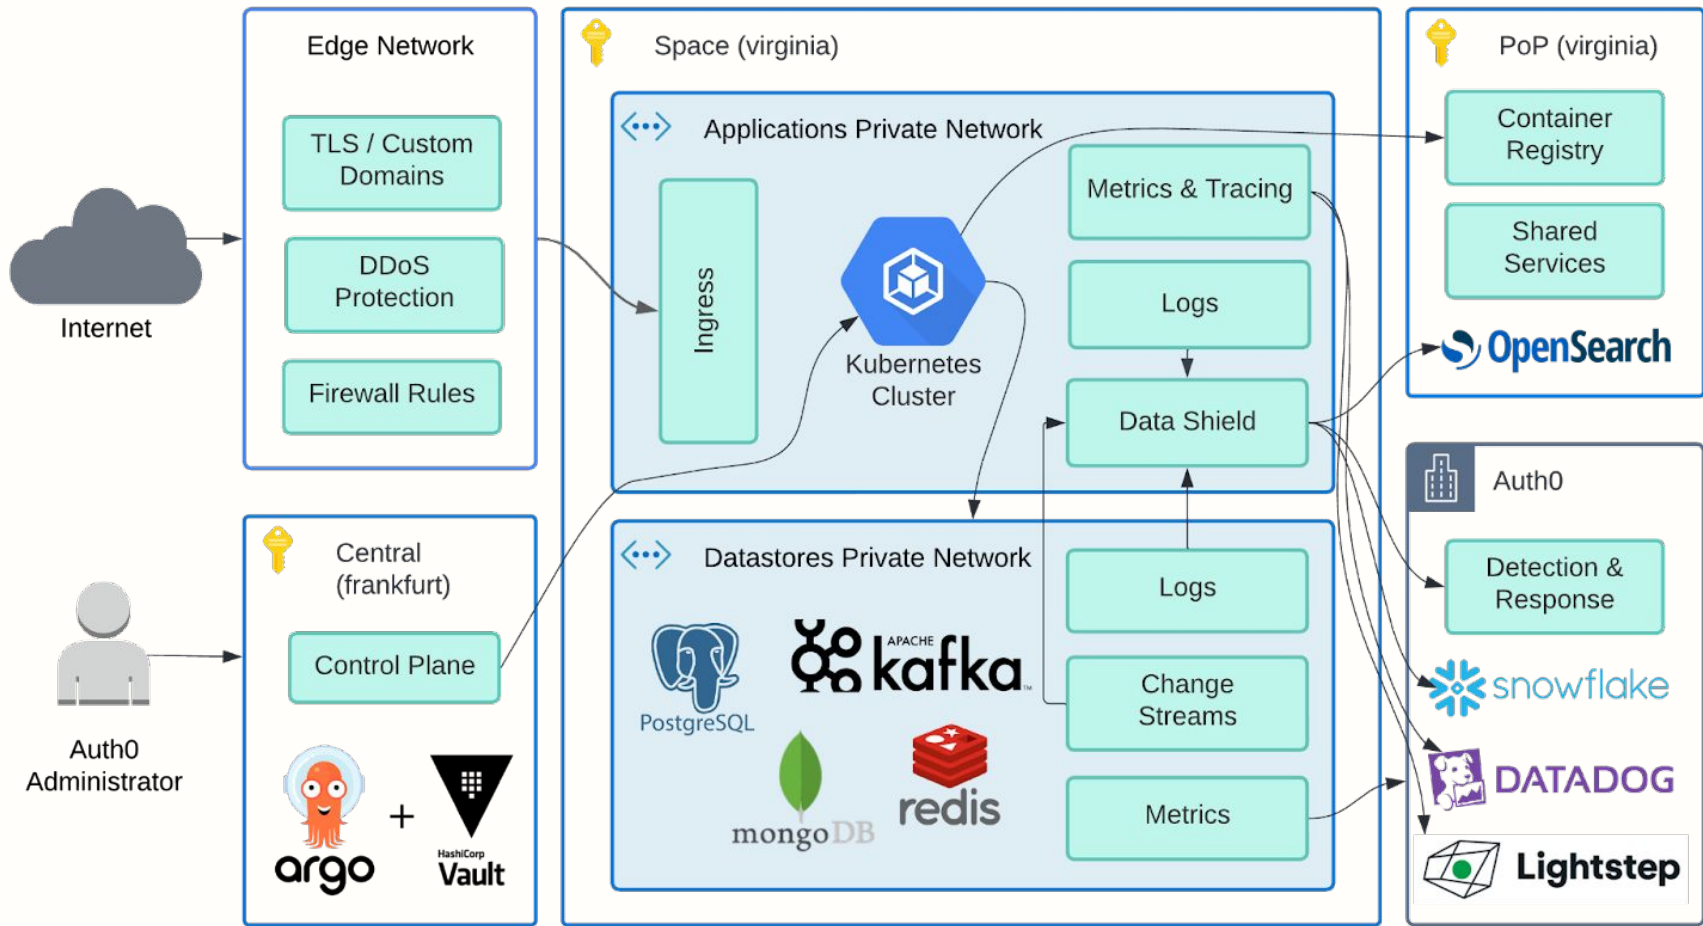 Edge Network
TLS / Custom
Domains
DDoS
Protection
Firewall Rules
Internet
Central
(frankfurt)
Control Plane
argo
+
HashiCorp
Vault
Auth0
Administrator
Space (virginia)
Applications Private Network
Ingress
Kubernetes
Cluster
Metrics & Tracing
Logs
Data Shield
Datastores Private Network
PostgreSQL
APACHE
kafka™
mongoDB
redis
Logs
Change
Streams
Metrics
PoP (virginia)
Container
Registry
Shared
Services
OpenSearch
Auth0
Detection &
Response
snowflake
DATADOG
Lightstep